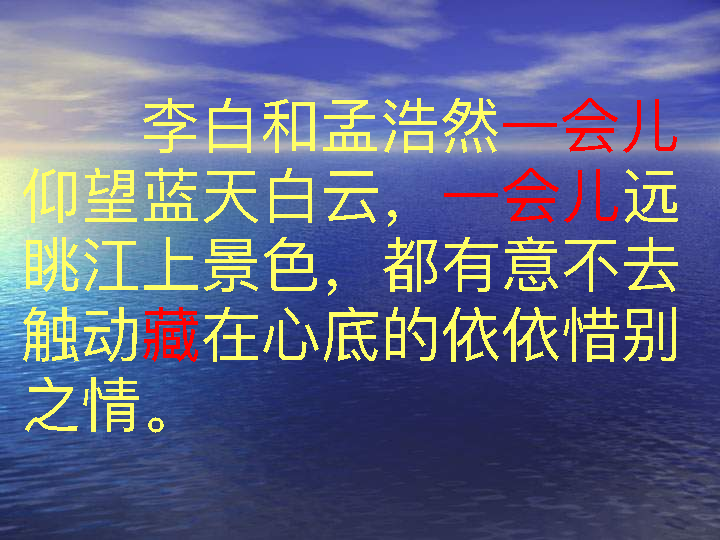 李白和孟浩然一会儿
仰望蓝天白云，一会儿远
眺江上景色，都有意不去
触动藏在心底的依依惜别
之情。